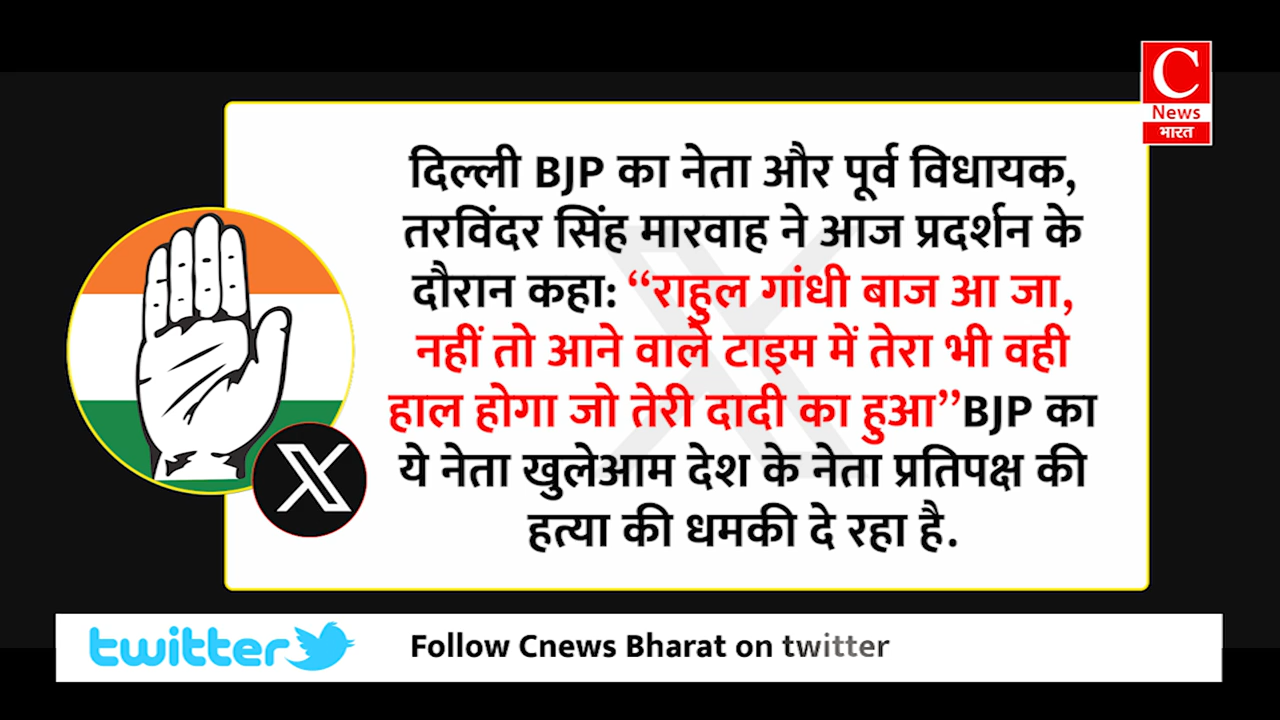 C
News
भारत
दिल्ली BJP का नेता और पूर्व विधायक,
तरविंदर सिंह मारवाह ने आज प्रदर्शन के
दौरान कहा: “राहुल गांधी बाज आ जा,
नहीं तो आने वाले टाइम में तेरा भी वही
हाल होगा जो तेरी दादी का हुआ”BJP का
ये नेता खुलेआम देश के नेता प्रतिपक्ष की
हत्या की धमकी दे रहा है.
twitter
Follow Cnews Bharat on twitter